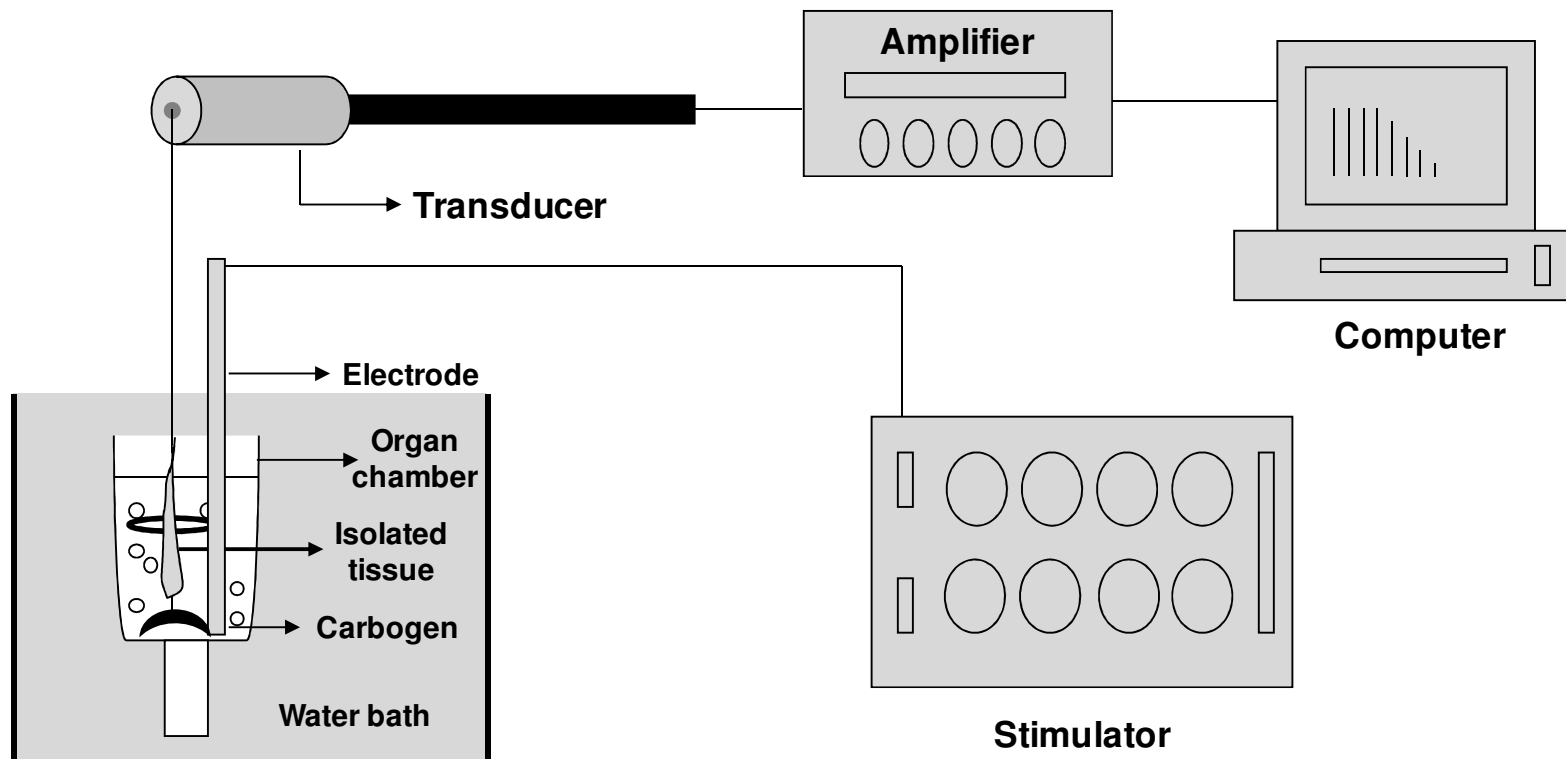 Amplifier
Transducer
Computer
Electrode
Organ
chamber
Isolated
tissue
Carbogen
Water bath
Stimulator